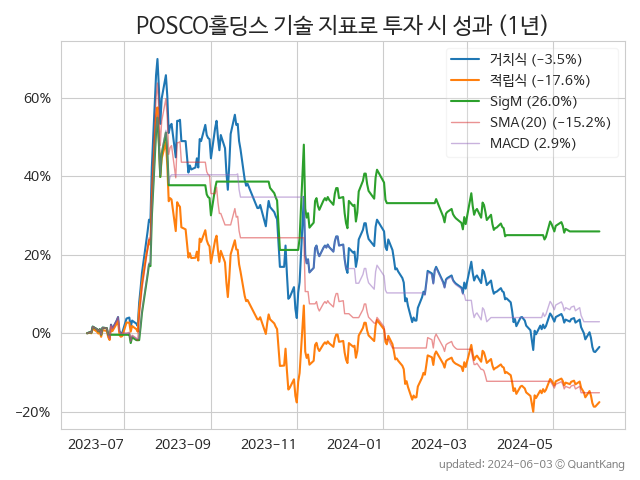 POSCO홀딩스 기술 지표로 투자 시 성과 (1년)
거치식 (−3.5%)
적립식 (−17.6%)
SigM (26.0%)
SMA(20) (−15.2%)
MACD (2.9%)
60%
40%
20%
0%
−20%
2023−07
2023−09
2023−11
2024−01
2024−03
2024−05
updated: 2024-06-03 ⓒ QuantKang